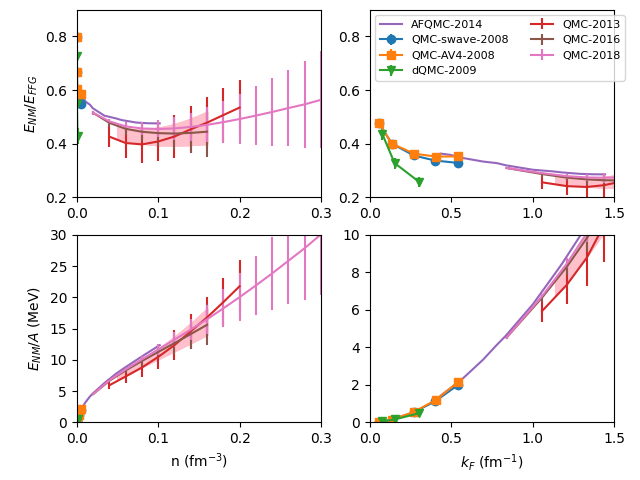 0.8
0.6
0.4
0.2
E_NM/E_FFG
0.0 0.1 0.2 0.3
0.8
0.6
0.4
0.2
0.0 0.5 1.0 1.5
AFQMC-2014
QMC-swave-2008
QMC-AV4-2008
dQMC-2009
QMC-2013
QMC-2016
QMC-2018
30
25
20
15
10
5
0
E_NM/A (MeV)
0.0 0.1 0.2 0.3
n (fm⁻³)
10
8
6
4
2
0
0.0 0.5 1.0 1.5
k_F (fm⁻¹)